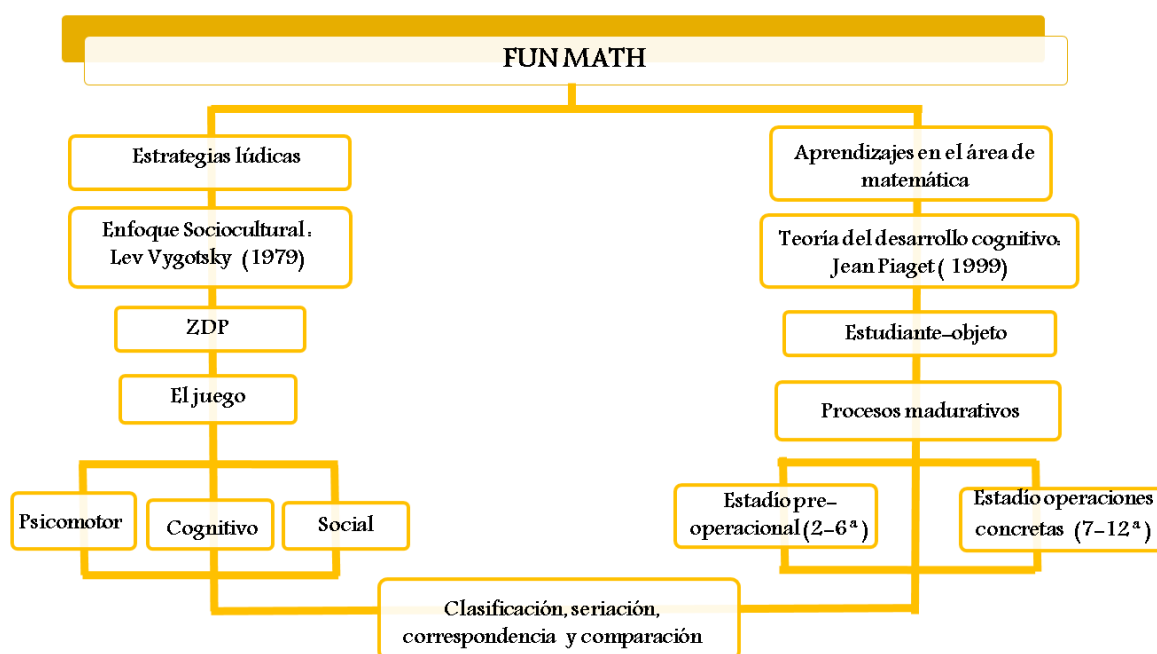 FUN MATH
Estrategias lúdicas
Enfoque Sociocultural:
Lev Vygotsky (1979)
ZDP
El juego
Psicomotor
Cognitivo
Social
Aprendizajes en el área de
matemática
Teoría del desarrollo cognitivo:
Jean Piaget ( 1999)
Estudiante-objeto
Procesos madurativos
Estadío pre-
operacional (2-6ª)
Estadío operaciones
concretas (7-12ª)
Clasificación, seriación,
correspondencia y comparación